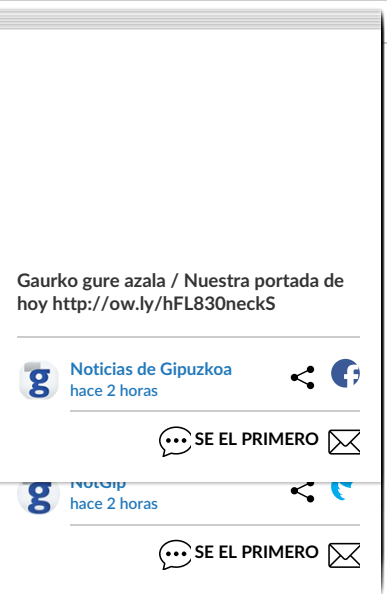 Gaurko gure azala / Nuestra portada de
hoy http://ow.ly/hFL830neckS
g Noticias de Gipuzkoa
hace 2 horas
SE EL PRIMERO
g NotGip
hace 2 horas
SE EL PRIMERO